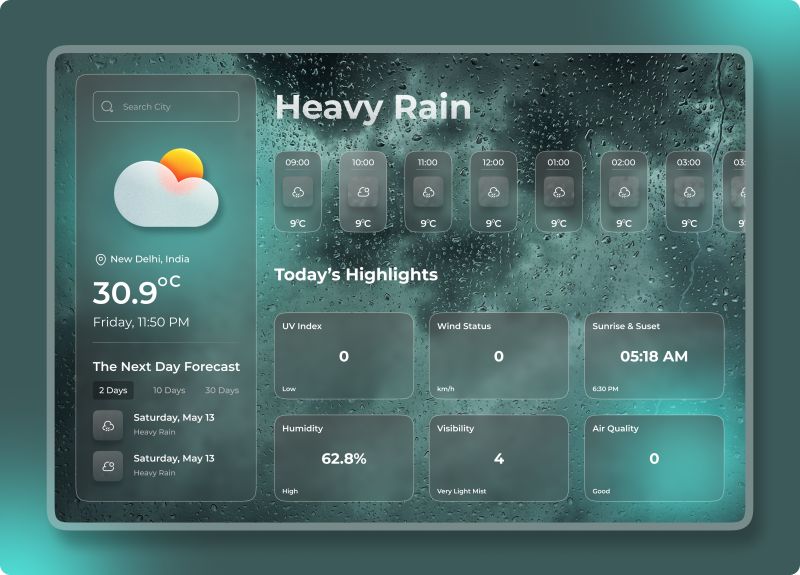 Search City
New Delhi, India
30.9°C
Friday, 11:50 PM
The Next Day Forecast
2 Days 10 Days 30 Days
Saturday, May 13
Heavy Rain
Saturday, May 13
Heavy Rain
Heavy Rain
09:00 10:00 11:00 12:00 01:00 02:00 03:00 03:
9°C 9°C 9°C 9°C 9°C 9°C 9°C 9°
Today’s Highlights
UV Index
0
Low
Wind Status
0
km/h
Sunrise & Suset
05:18 AM
6:30 PM
Humidity
62.8%
High
Visibility
4
Very Light Mist
Air Quality
0
Good